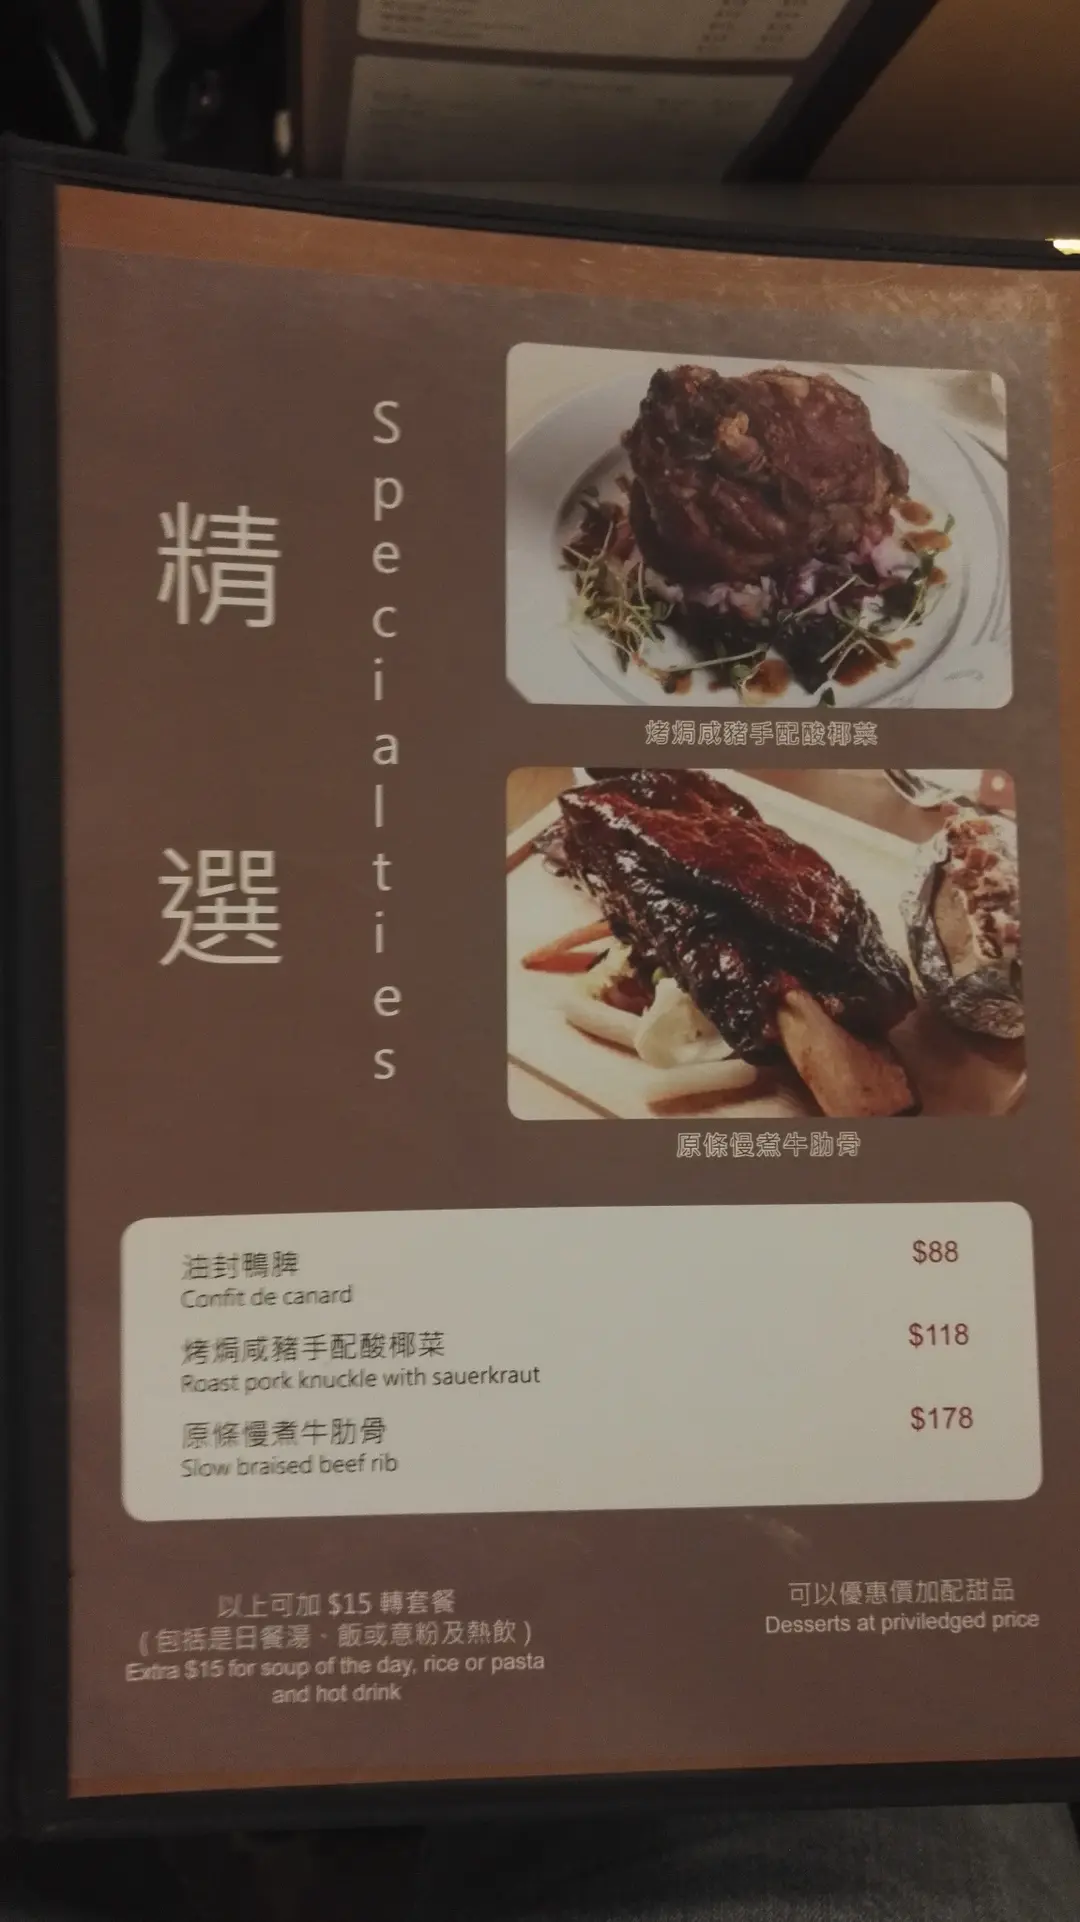 精選
Specialties
烤焗咸豬手配酸椰菜
原條慢煮牛肋骨
油封鴨髀 $88
Confit de canard
烤焗咸豬手配酸椰菜 $118
Roast pork knuckle with sauerkraut
原條慢煮牛肋骨 $178
Slow braised beef rib
以上可加 $15 轉套餐
(包括是日餐湯、飯或意粉及熱飲)
Extra $15 for soup of the day, rice or pasta
and hot drink
可以優惠價加配甜品
Desserts at priviledged price